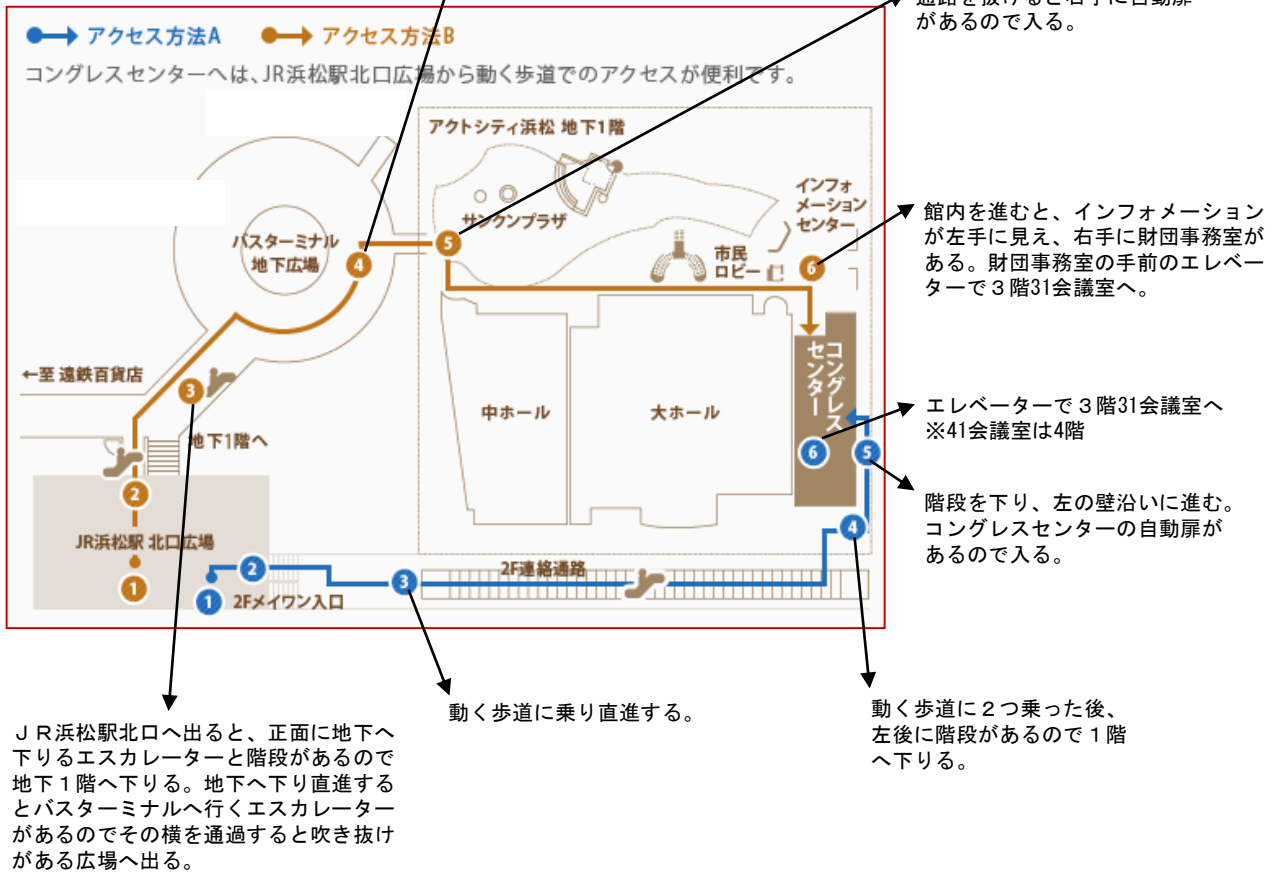 通路を抜けると右手に自動扉
があるので入る。
アクセス方法A
アクセス方法B
コングレスセンターへは、JR浜松駅北口広場から動く歩道でのアクセスが便利です。
アクトシティ浜松 地下1階
インフォ
メーション
センター
サンクンプラザ
バスターミナル
地下広場
市民
ロビー
5
4
6
館内を進むと、インフォメーション
が左手に見え、右手に財団事務室が
ある。財団事務室の手前のエレベー
ターで３階31会議室へ。
←至 遠鉄百貨店
3
地下1階へ
中ホール
大ホール
コングレス
センター
エレベーターで３階31会議室へ
※41会議室は4階
6
5
2
階段を下り、左の壁沿いに進む。
コングレスセンターの自動扉が
あるので入る。
4
JR浜松駅 北口広場
1
1
2
2Fメイワン入口
3
2F連絡通路
動く歩道に乗り直進する。
動く歩道に２つ乗った後、
左後に階段があるので１階
へ下りる。
ＪＲ浜松駅北口へ出ると、正面に地下へ
下りるエスカレーターと階段があるので
地下１階へ下りる。地下へ下り直進する
とバスターミナルへ行くエスカレーター
があるのでその横を通過すると吹き抜け
がある広場へ出る。